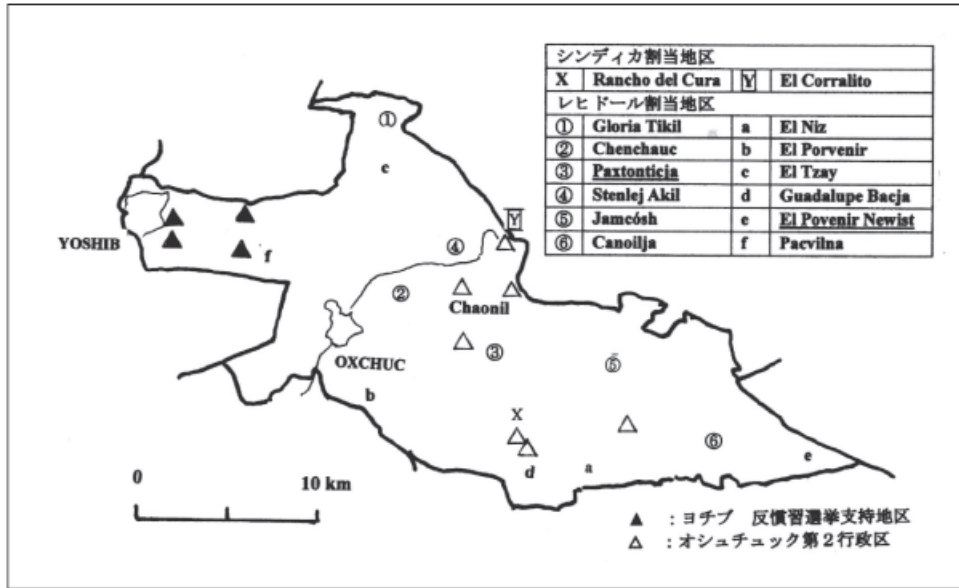 シンディカ割当地区
X Rancho del Cura Y El Corralito
レヒドール割当地区
① Gloria Tikil a El Niz
② Chenchauc b El Porvenir
③ Paxtonticja c El Tzay
④ Stenlej Akil d Guadalupe Bacja
⑤ Jamcósh e El Povenir Newist
⑥ Canoilja f Pacvilna
①
c
Y
YOSHIB
④
f
②
Chaonil
③
⑤
OXCHUC
b
X
⑥
e
d
a
0 10 km
▲ :ヨチブ 反慣習選挙支持地区
△ :オシュチュック第2行政区